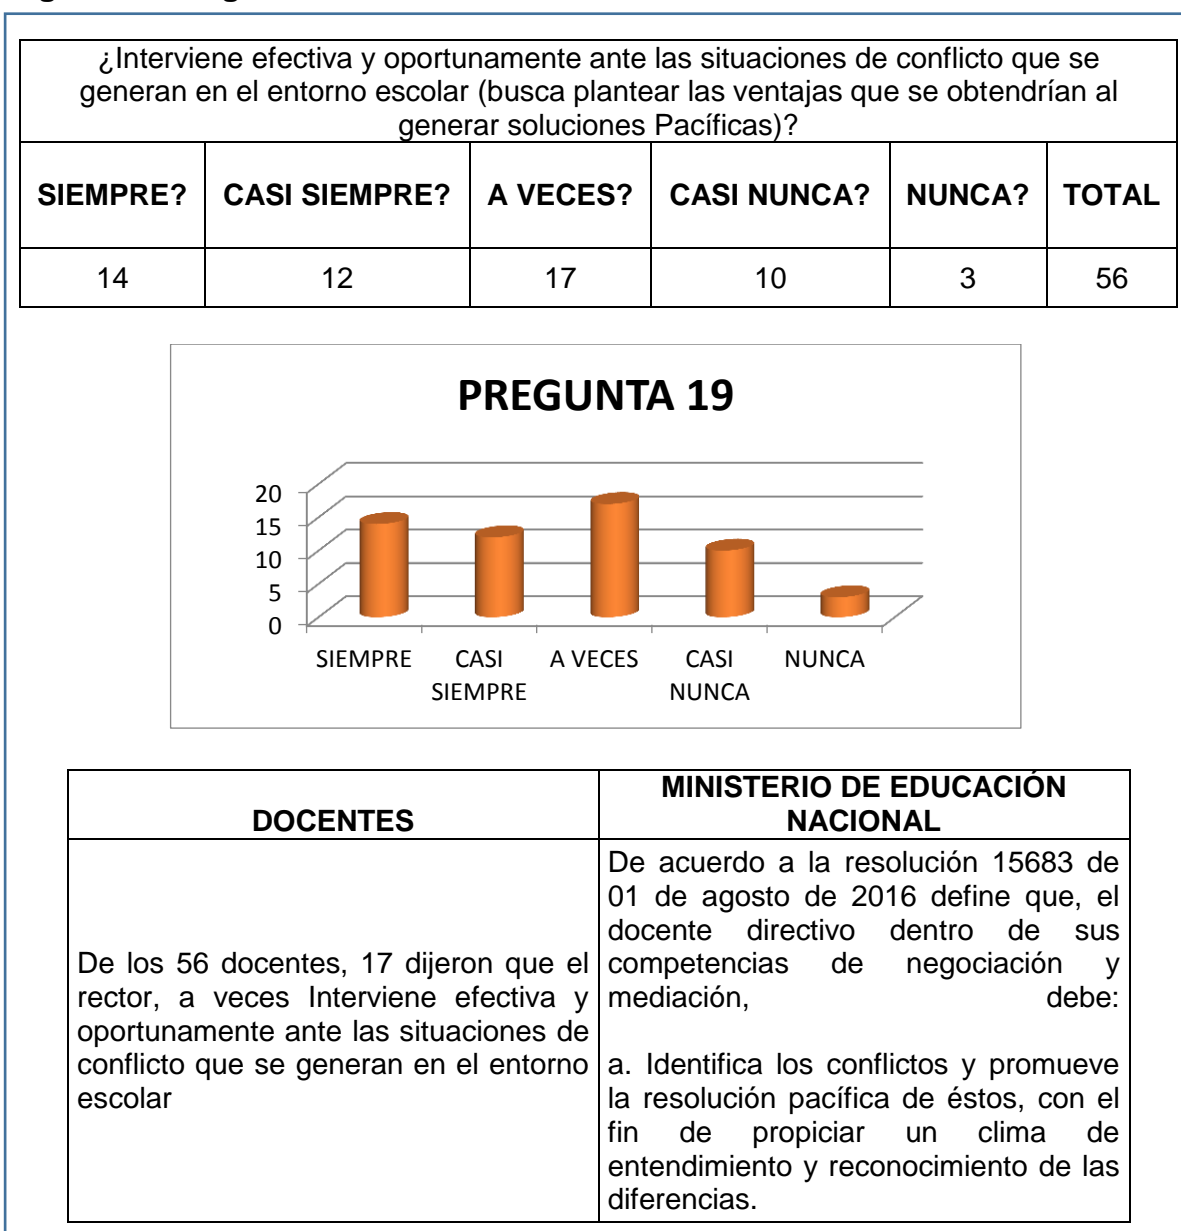 ¿Interviene efectiva y oportunamente ante las situaciones de conflicto que se
generan en el entorno escolar (busca plantear las ventajas que se obtendrían al
generar soluciones Pacíficas)?
SIEMPRE? CASI SIEMPRE? A VECES? CASI NUNCA? NUNCA? TOTAL
14 12 17 10 3 56
PREGUNTA 19
20
15
10
5
0
SIEMPRE CASI SIEMPRE A VECES CASI NUNCA NUNCA
DOCENTES
MINISTERIO DE EDUCACIÓN
NACIONAL
De los 56 docentes, 17 dijeron que el
rector, a veces Interviene efectiva y
oportunamente ante las situaciones de
conflicto que se generan en el entorno
escolar
De acuerdo a la resolución 15683 de
01 de agosto de 2016 define que, el
docente directivo dentro de sus
competencias de negociación y
mediación, debe:
a. Identifica los conflictos y promueve
la resolución pacífica de éstos, con el
fin de propiciar un clima de
entendimiento y reconocimiento de las
diferencias.